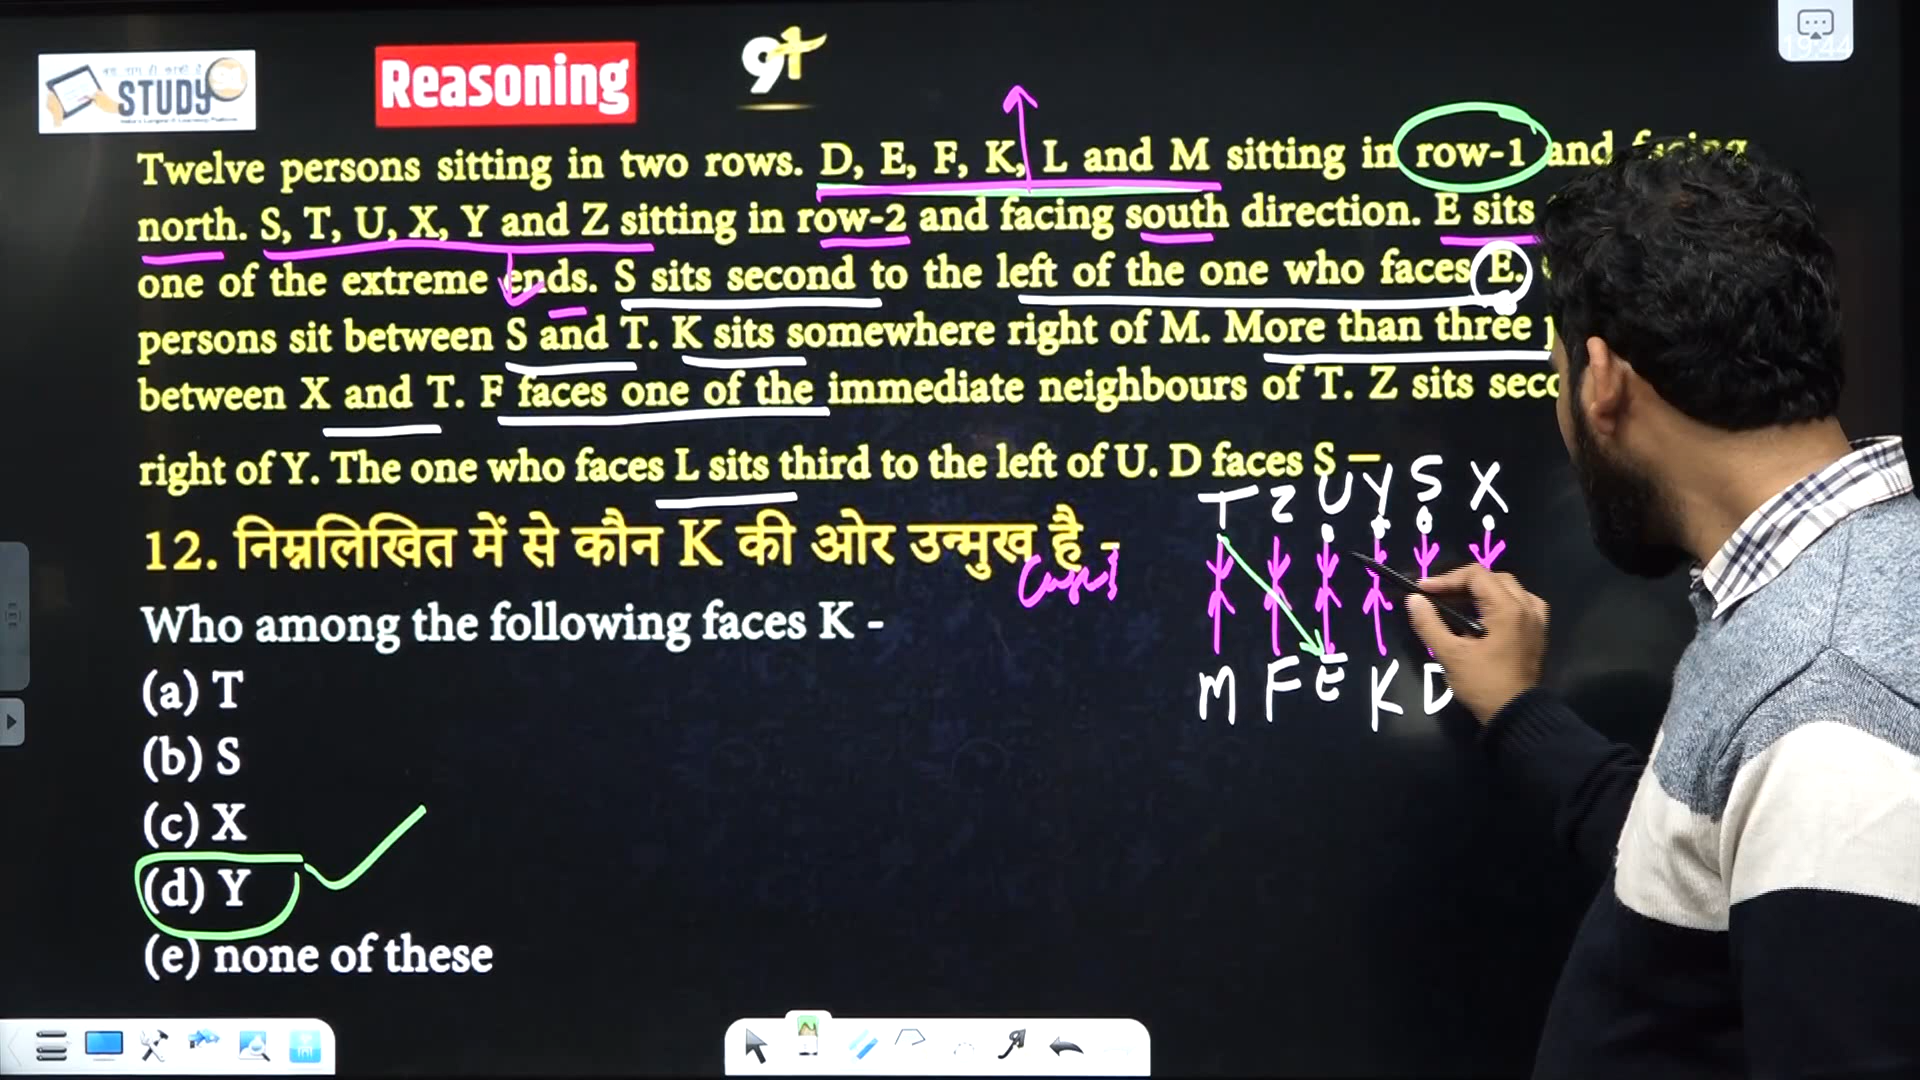 STUDY
Reasoning
19:44
Twelve persons sitting in two rows. D, E, F, K, L and M sitting in row-1 and facing
north. S, T, U, X, Y and Z sitting in row-2 and facing south direction. E sits
one of the extreme ends. S sits second to the left of the one who faces E.
persons sit between S and T. K sits somewhere right of M. More than three
between X and T. F faces one of the immediate neighbours of T. Z sits
right of Y. The one who faces L sits third to the left of U. D faces S –
T Z U Y S X
12. निम्नलिखित में से कौन K की ओर उन्मुख है -
Who among the following faces K -
M F E K D
(a) T
(b) S
(c) X
(d) Y
(e) none of these